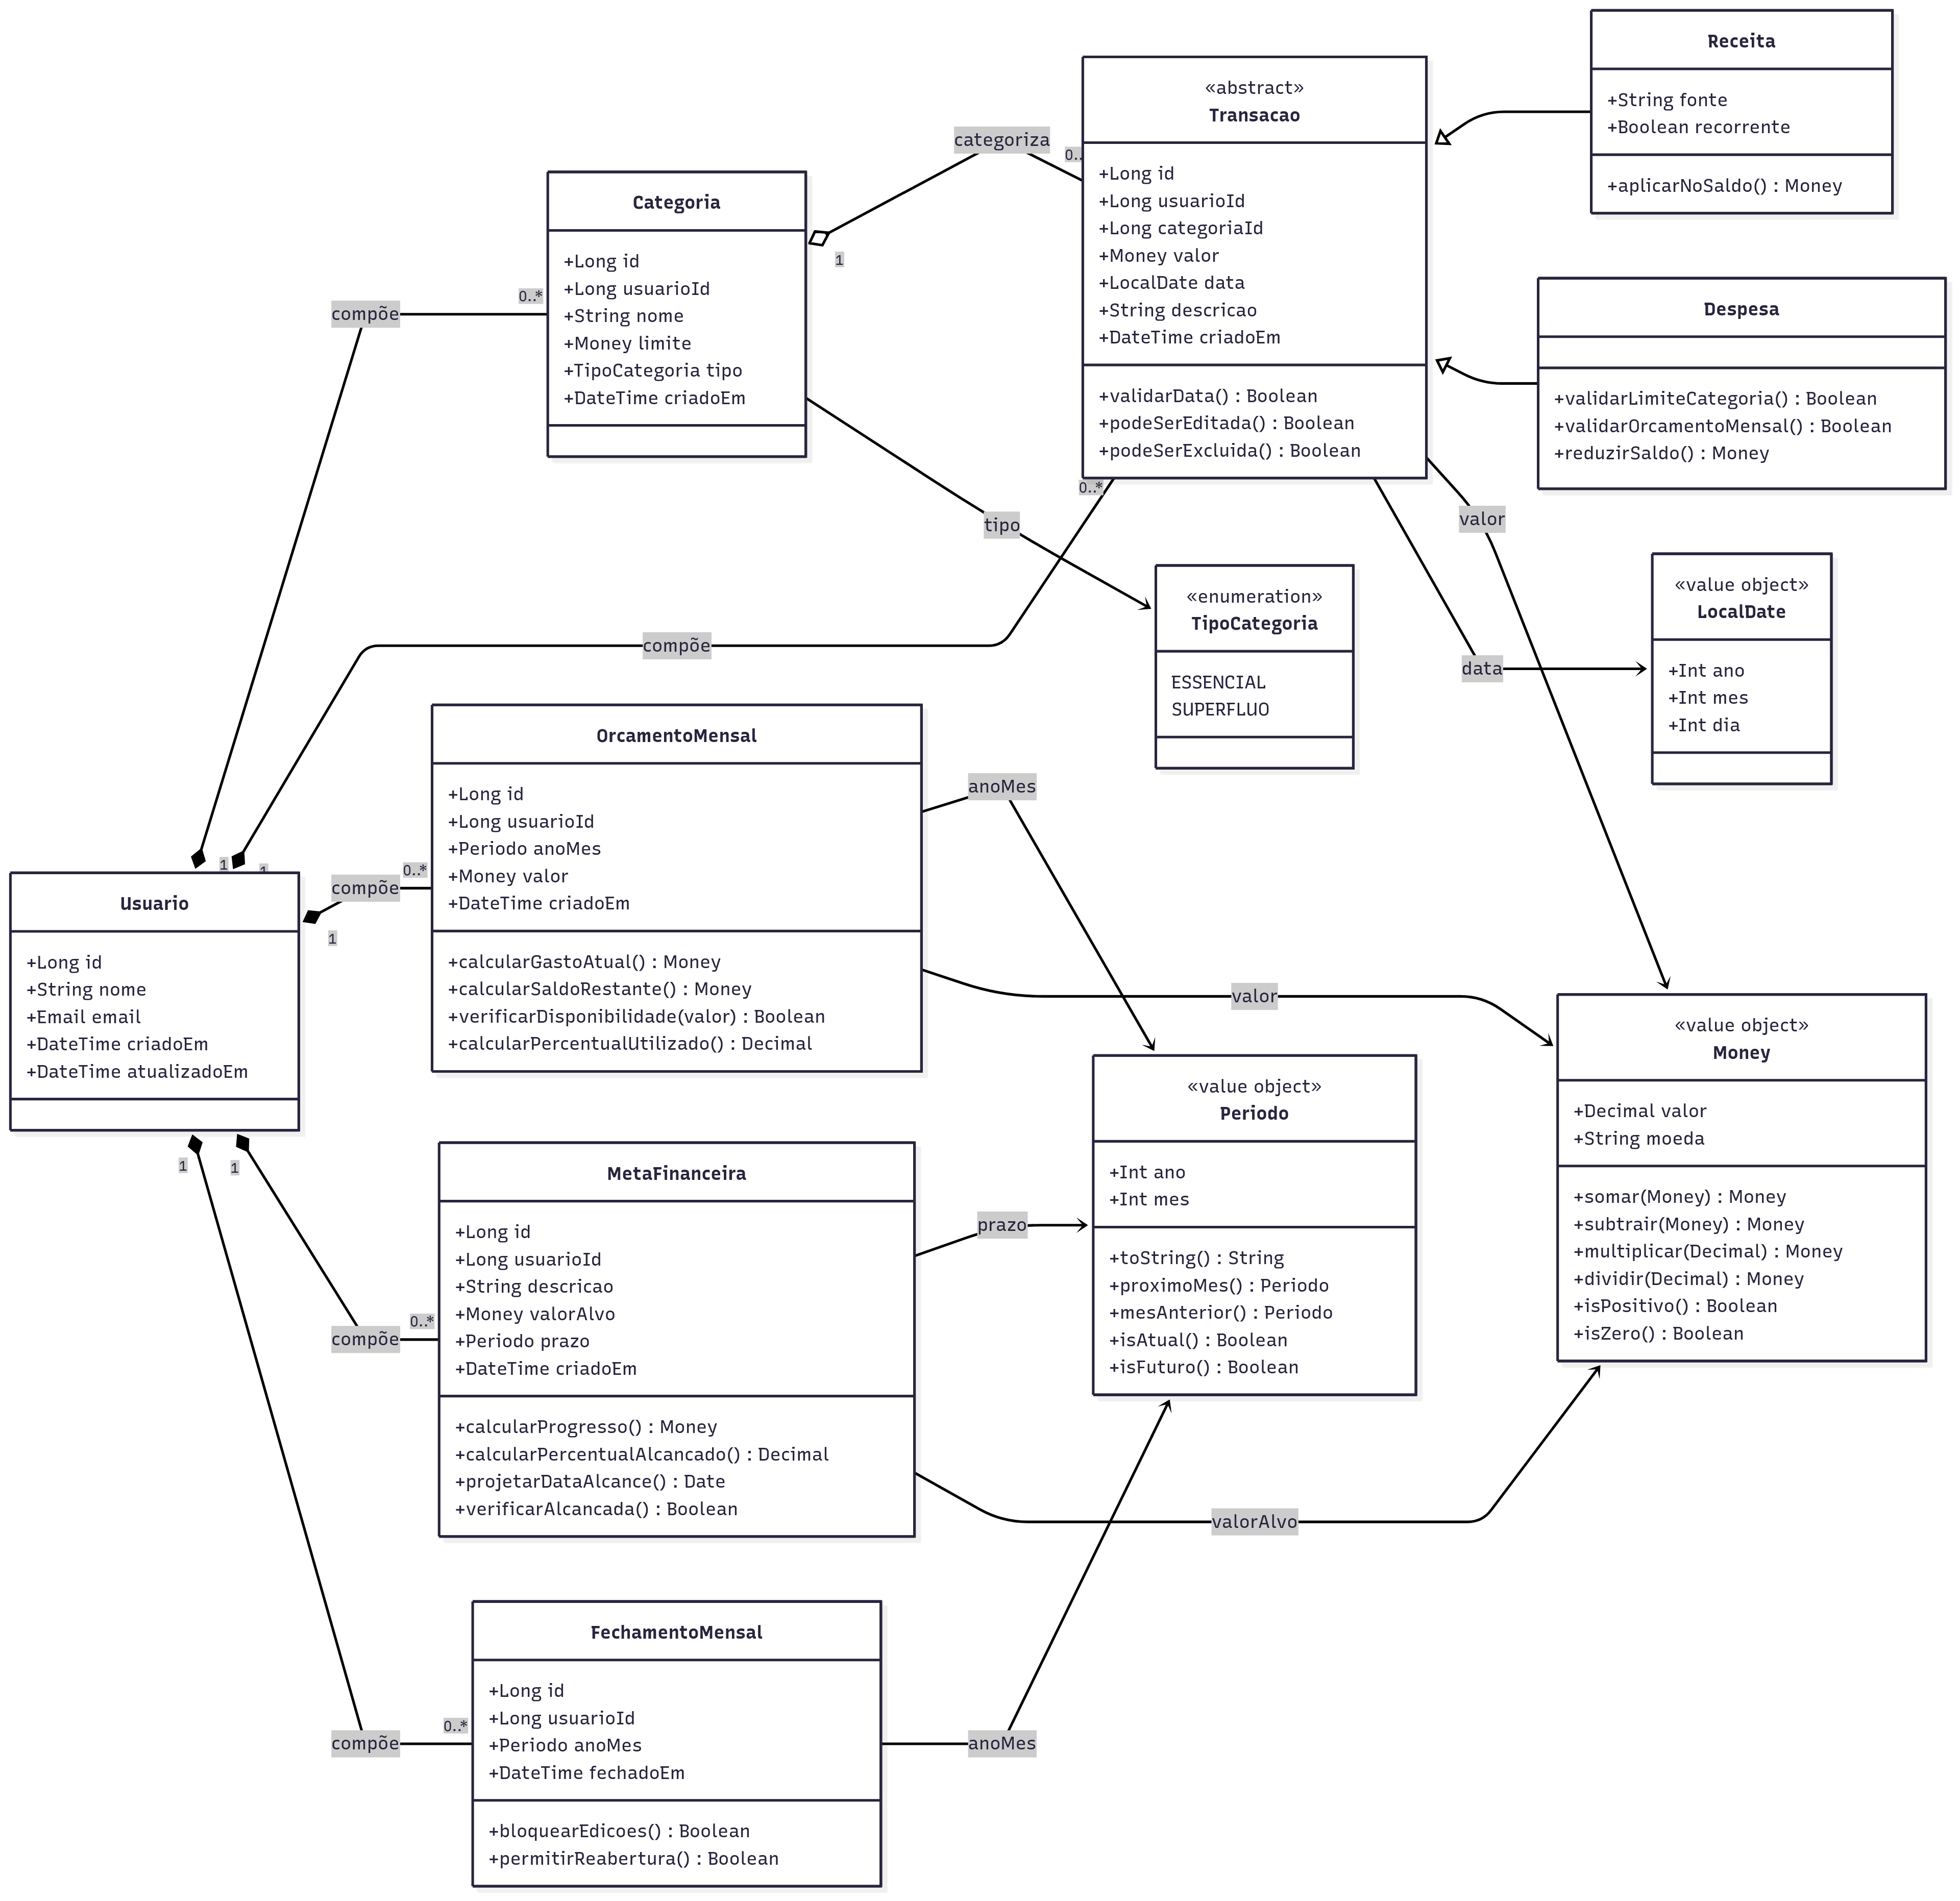 Receita
+String fonte
+Boolean recorrente
+aplicarNoSaldo() : Money
«abstract»
Transacao
+Long id
+Long usuarioId
+Long categoriaId
+Money valor
+LocalDate data
+String descricao
+DateTime criadoEm
+validarData() : Boolean
+podeSerEditada() : Boolean
+podeSerExcluida() : Boolean
categoriza
0..
1
0..*
Categoria
+Long id
+Long usuarioId
+String nome
+Money limite
+TipoCategoria tipo
+DateTime criadoEm
compõe
0..*
Despesa
+validarLimiteCategoria() : Boolean
+validarOrcamentoMensal() : Boolean
+reduzirSaldo() : Money
tipo
valor
«enumeration»
TipoCategoria
ESSENCIAL
SUPERFLUO
«value object»
LocalDate
+Int ano
+Int mes
+Int dia
data
compõe
OrcamentoMensal
+Long id
+Long usuarioId
+Periodo anoMes
+Money valor
+DateTime criadoEm
+calcularGastoAtual() : Money
+calcularSaldoRestante() : Money
+verificarDisponibilidade(valor) : Boolean
+calcularPercentualUtilizado() : Decimal
anoMes
1
1
compõe
0..*
1
Usuario
+Long id
+String nome
+Email email
+DateTime criadoEm
+DateTime atualizadoEm
valor
«value object»
Money
+Decimal valor
+String moeda
+somar(Money) : Money
+subtrair(Money) : Money
+multiplicar(Decimal) : Money
+dividir(Decimal) : Money
+isPositivo() : Boolean
+isZero() : Boolean
«value object»
Periodo
+Int ano
+Int mes
+toString() : String
+proximoMes() : Periodo
+mesAnterior() : Periodo
+isAtual() : Boolean
+isFuturo() : Boolean
1
1
MetaFinanceira
+Long id
+Long usuarioId
+String descricao
+Money valorAlvo
+Periodo prazo
+DateTime criadoEm
+calcularProgresso() : Money
+calcularPercentualAlcancado() : Decimal
+projetarDataAlcance() : Date
+verificarAlcancada() : Boolean
prazo
compõe
0..*
valorAlvo
FechamentoMensal
+Long id
+Long usuarioId
+Periodo anoMes
+DateTime fechadoEm
+bloquearEdicoes() : Boolean
+permitirReabertura() : Boolean
compõe
0..*
anoMes